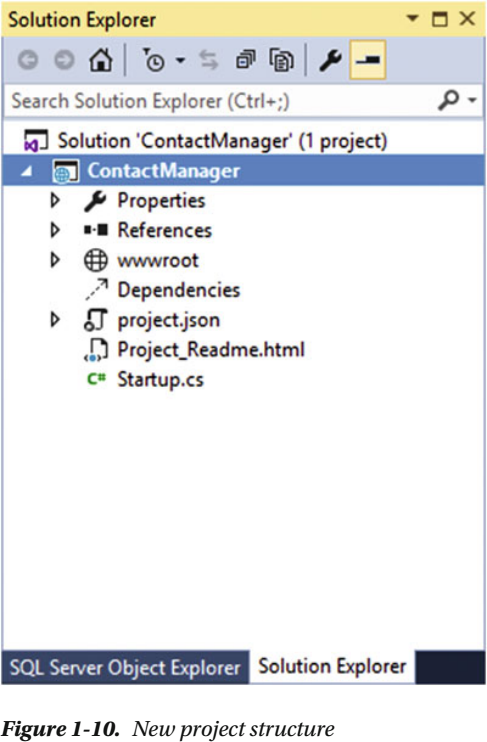 Solution Explorer
Search Solution Explorer (Ctrl+;)
Solution 'ContactManager' (1 project)
ContactManager
Properties
References
wwwroot
Dependencies
project.json
Project_Readme.html
C# Startup.cs
SQL Server Object Explorer Solution Explorer
Figure 1-10. New project structure